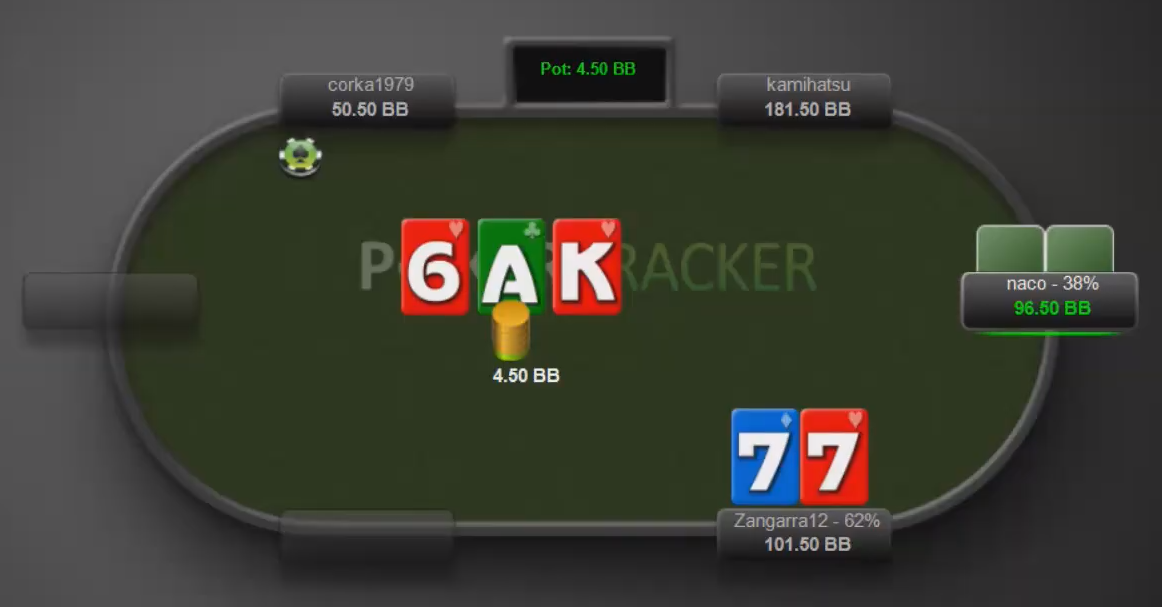 Pot: 4.50 BB
corka1979
50.50 BB
kamihatsu
181.50 BB
6 A K
RACKER
naco - 38%
96.50 BB
4.50 BB
7 7
Zangarra12 - 62%
101.50 BB